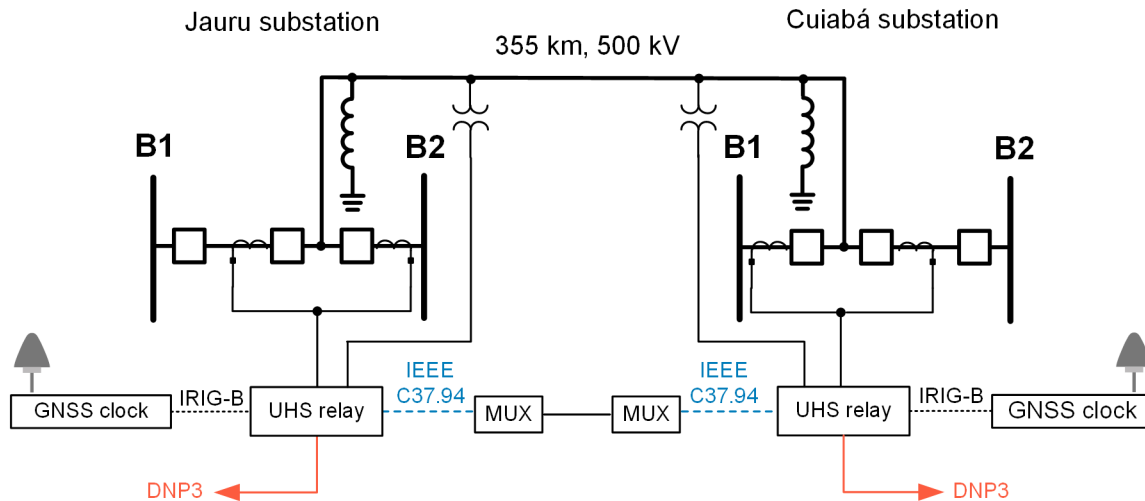 Jauru substation
Cuiabá substation
355 km, 500 kV
B1
B2
B1
B2
IEEE
C37.94
IEEE
C37.94
GNSS clock
IRIG-B
UHS relay
MUX
MUX
UHS relay
IRIG-B
GNSS clock
DNP3
DNP3